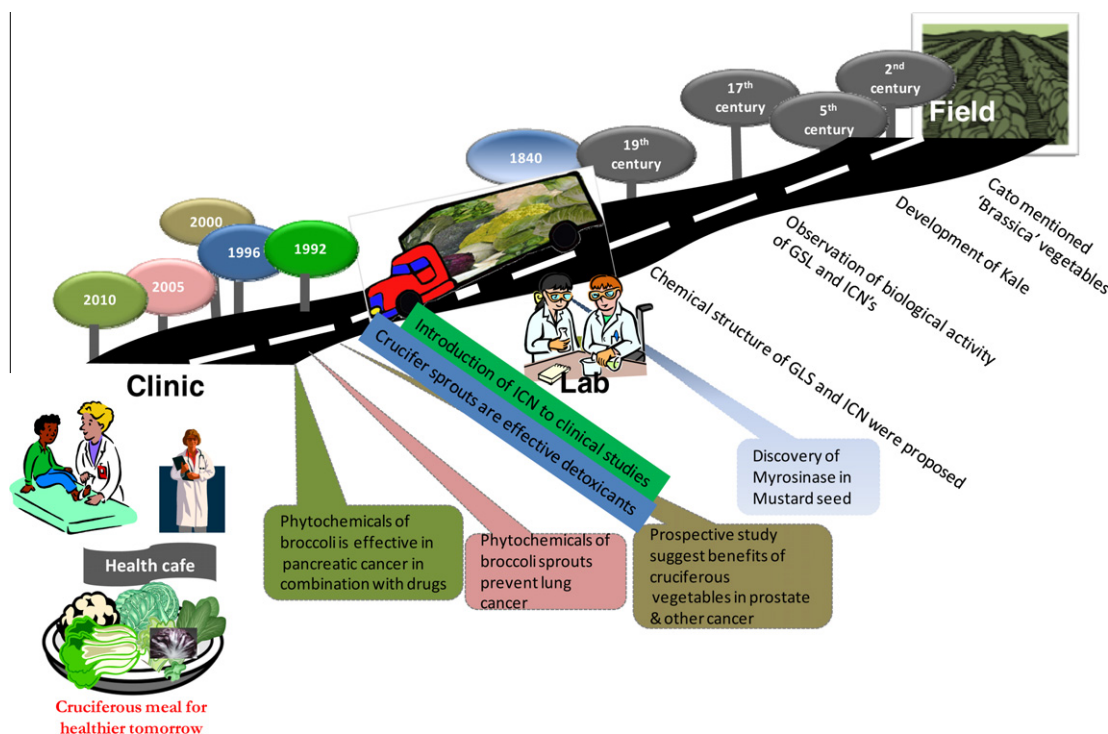 2nd
century
Field
17th
century
5th
century
1840
19th
century
2000
1996
1992
2010
2005
Cato mentioned
'Brassica' vegetables
Development of Kale
Observation of biological activity
of GSL and ICN's
Chemical structure of GLS and ICN were proposed
Clinic
Lab
Introduction of ICN to clinical studies
Crucifer sprouts are effective detoxicants
Discovery of
Myrosinase in
Mustard seed
Phytochemicals of
broccoli is effective in
pancreatic cancer in
combination with drugs
Phytochemicals of
broccoli sprouts
prevent lung
cancer
Prospective study
suggest benefits of
cruciferous
vegetables in prostate
& other cancer
Health cafe
Cruciferous meal for
healthier tomorrow